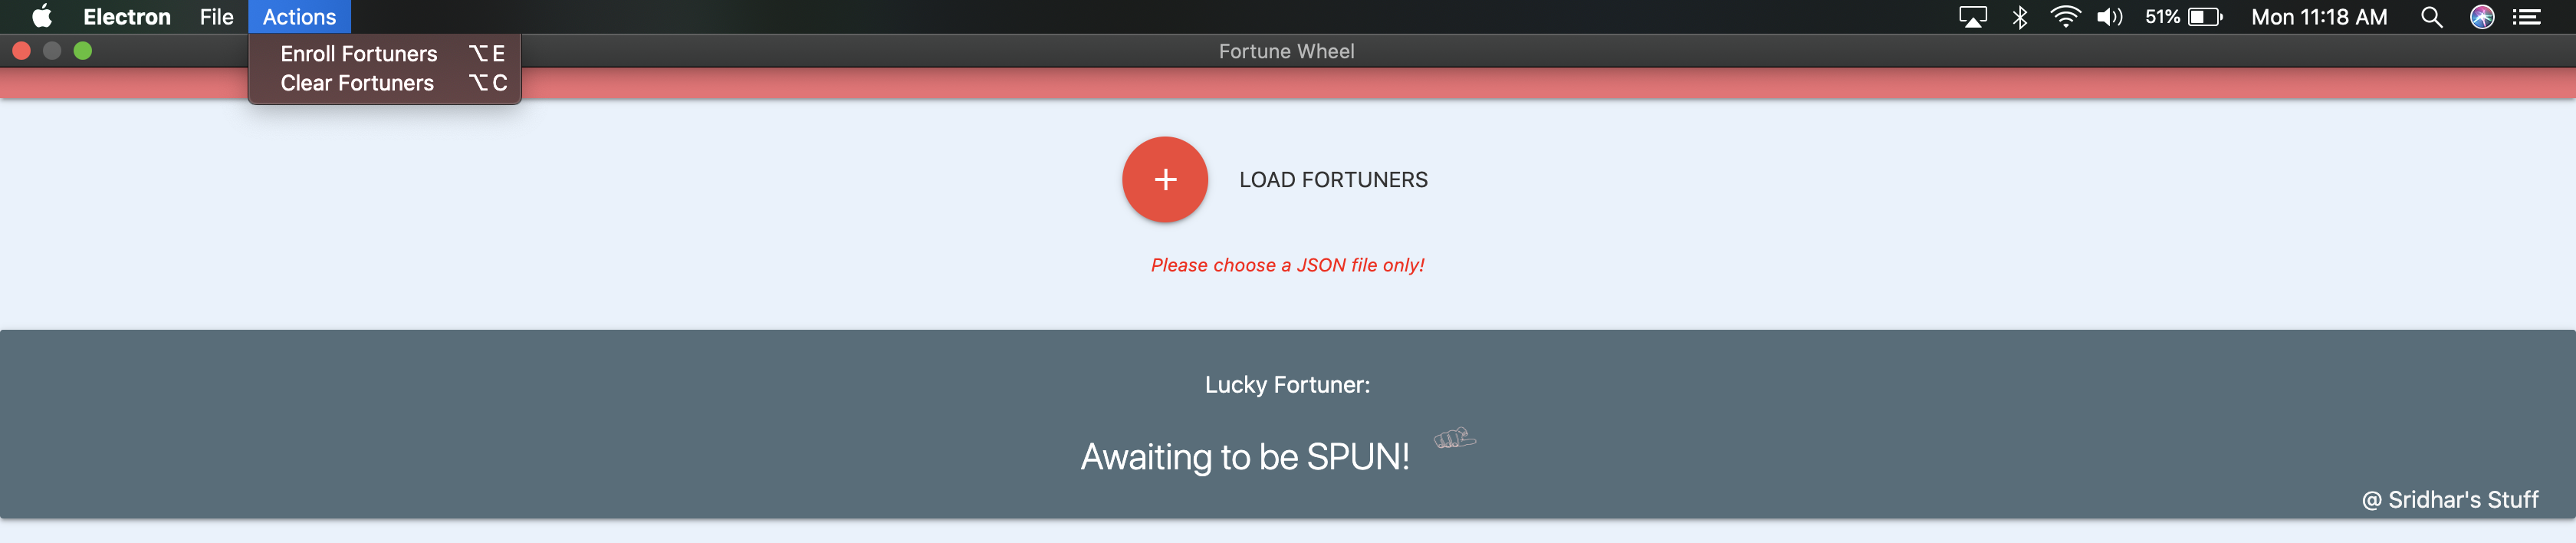 Electron File Actions 51% Mon 11:18 AM
Enroll Fortuners ⌥E
Clear Fortuners ⌥C
Fortune Wheel
+ LOAD FORTUNERS
Please choose a JSON file only!
Lucky Fortuner:
Awaiting to be SPUN!
@ Sridhar's Stuff